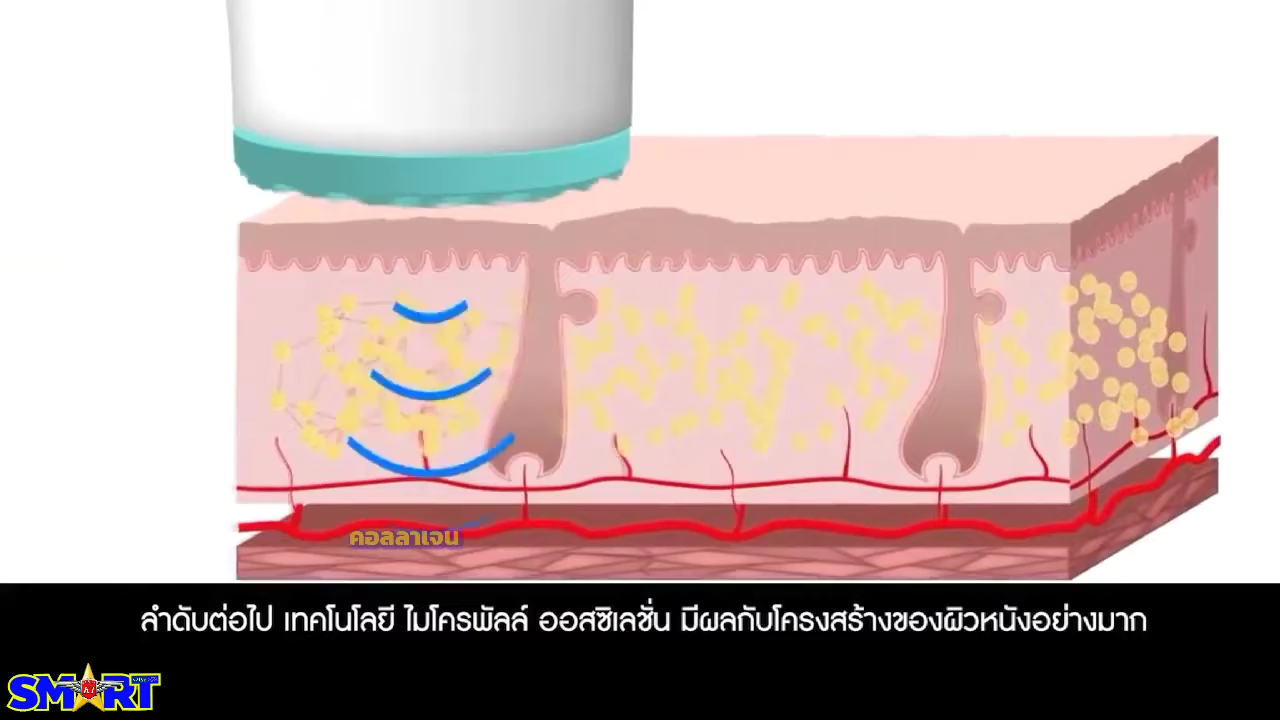 คอลลาเจน
ลำดับต่อไป เทคโนโลยี ไมโครพัลล์ ออสซิเลชั่น มีผลกับโครงสร้างของผิวหนังอย่างมาก
SMART